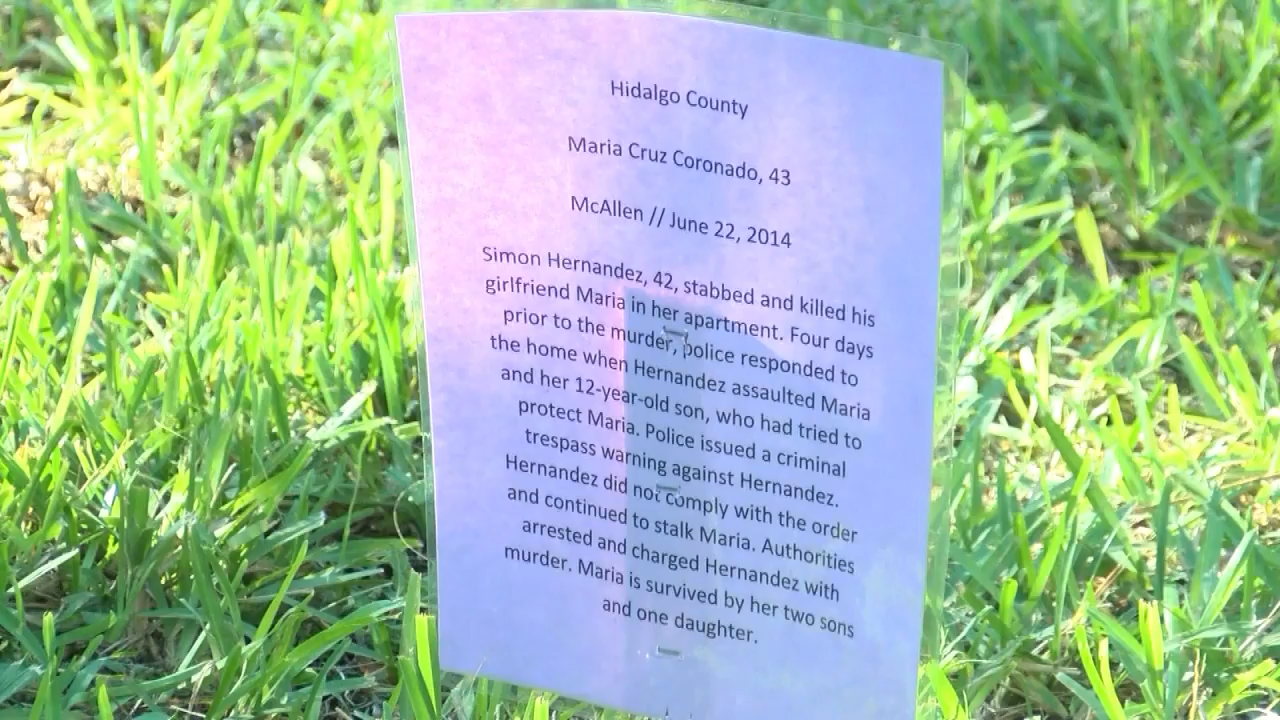 Hidalgo County
Maria Cruz Coronado, 43
McAllen // June 22, 2014
Simon Hernandez, 42, stabbed and killed his
girlfriend Maria in her apartment. Four days
prior to the murder, police responded to
the home when Hernandez assaulted Maria
and her 12-year-old son, who had tried to
protect Maria. Police issued a criminal
trespass warning against Hernandez.
Hernandez did not comply with the order
and continued to stalk Maria. Authorities
arrested and charged Hernandez with
murder. Maria is survived by her two sons
and one daughter.